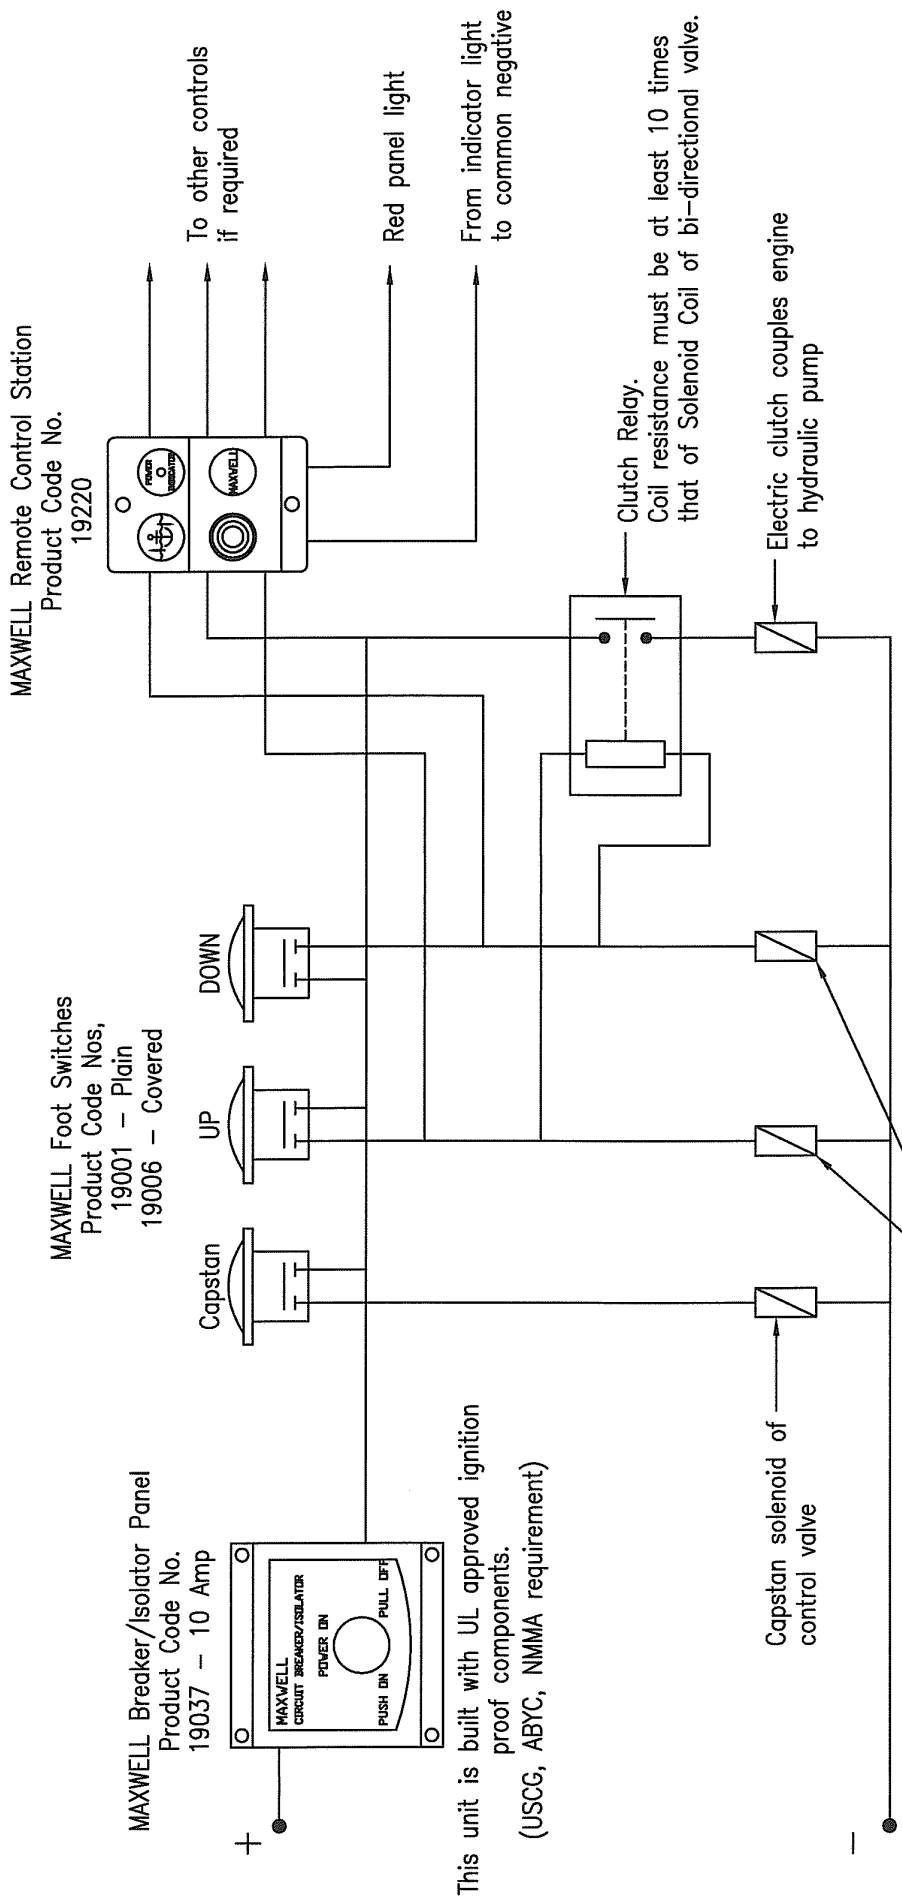 MAXWELL Breaker/Isolator Panel
Product Code No.
19037 - 10 Amp
MAXWELL
CIRCUIT BREAKER/ISOLATOR
POWER ON
PUSH ON
PULL OFF
+
This unit is built with UL approved ignition
proof components.
(USCG, ABYC, NMMA requirement)
MAXWELL Foot Switches
Product Code Nos,
19001 - Plain
19006 - Covered
Capstan
UP
DOWN
MAXWELL Remote Control Station
Product Code No.
19220
POWER
INDICATOR
MAXWELL
To other controls
if required
Red panel light
From indicator light
to common negative
Clutch Relay.
Coil resistance must be at least 10 times
that of Solenoid Coil of bi-directional valve.
Electric clutch couples engine
to hydraulic pump
Capstan solenoid of
control valve
-